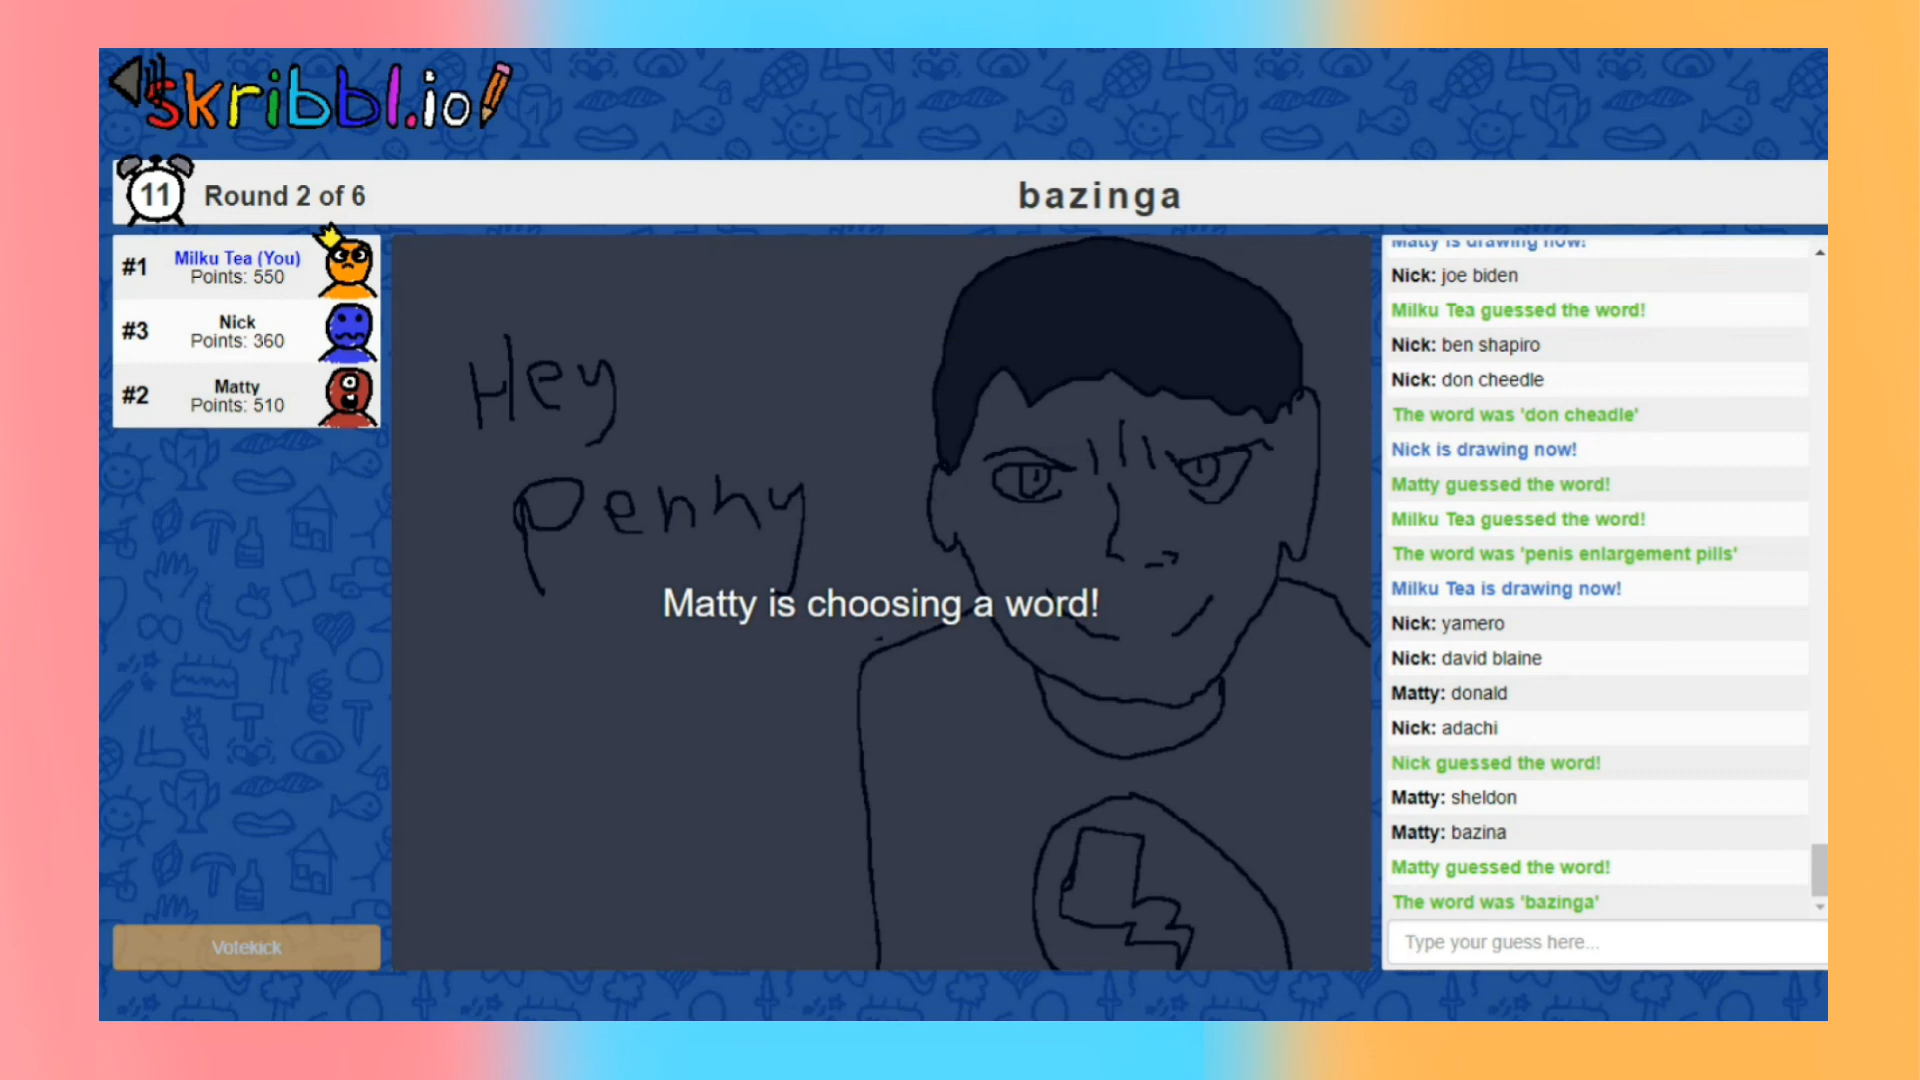 skribbl.io
11
Round 2 of 6
bazinga
#1
Milku Tea (You)
Points: 550
#3
Nick
Points: 360
#2
Matty
Points: 510
Votekick
Hey
Penny
Matty is choosing a word!
Matty is drawing now!
Nick: joe biden
Milku Tea guessed the word!
Nick: ben shapiro
Nick: don cheedle
The word was 'don cheadle'
Nick is drawing now!
Matty guessed the word!
Milku Tea guessed the word!
The word was 'penis enlargement pills'
Milku Tea is drawing now!
Nick: yamero
Nick: david blaine
Matty: donald
Nick: adachi
Nick guessed the word!
Matty: sheldon
Matty: bazina
Matty guessed the word!
The word was 'bazinga'
Type your guess here...